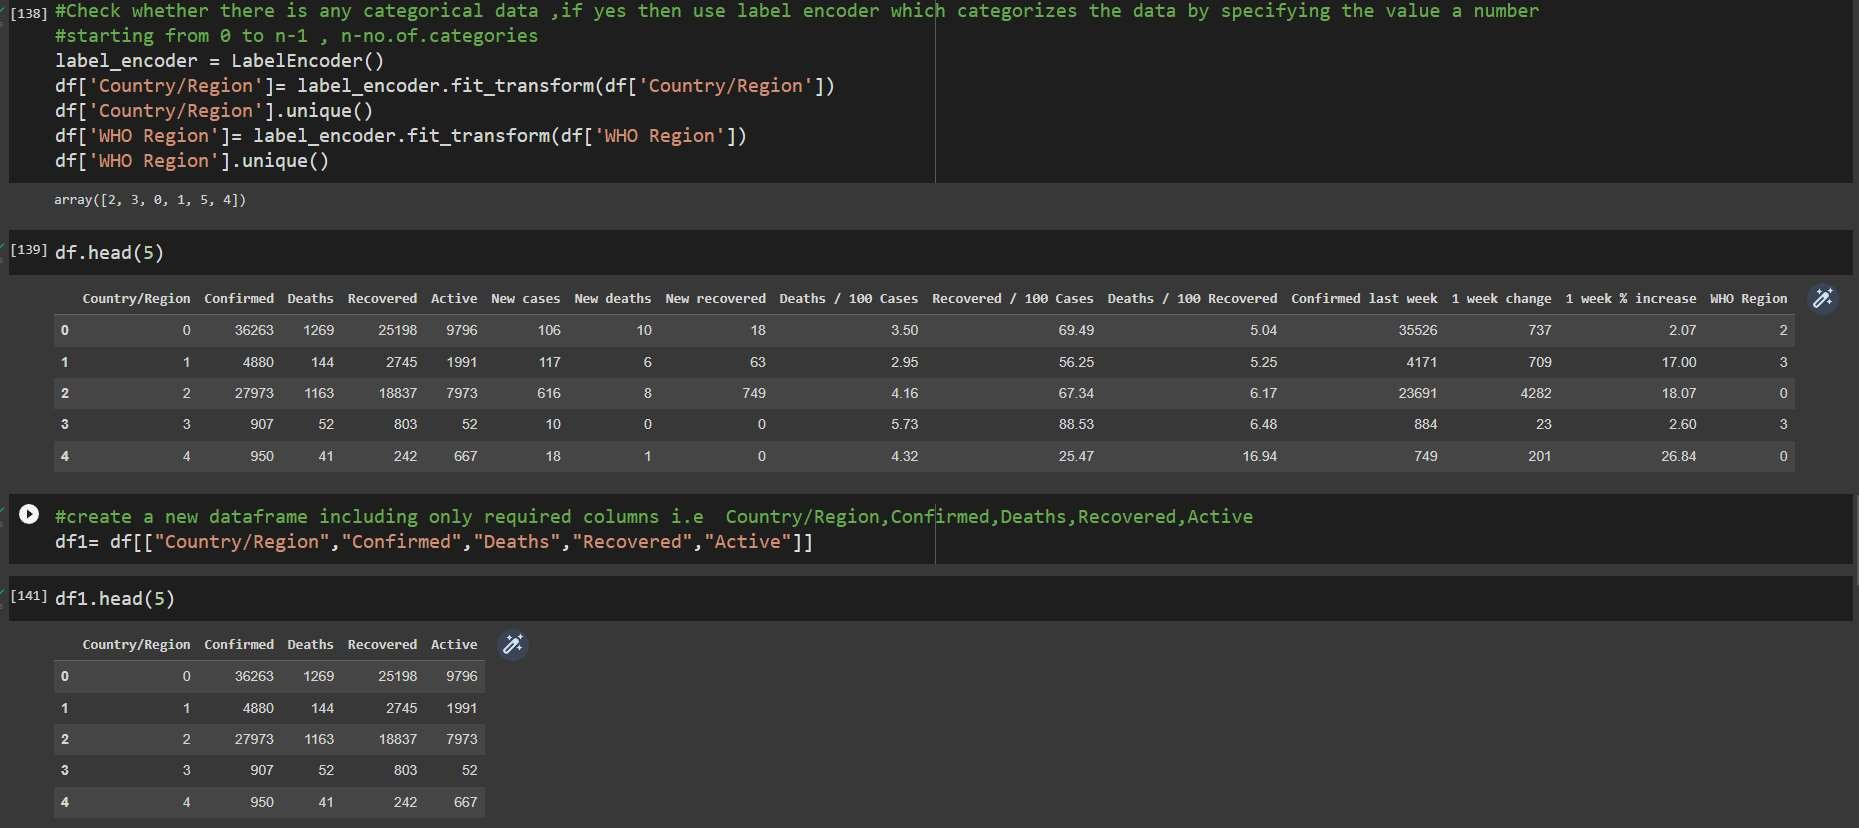 [138] #Check whether there is any categorical data ,if yes then use label encoder which categorizes the data by specifying the value a number
#starting from 0 to n-1 , n-no.of.categories
label_encoder = LabelEncoder()
df['Country/Region']= label_encoder.fit_transform(df['Country/Region'])
df['Country/Region'].unique()
df['WHO Region']= label_encoder.fit_transform(df['WHO Region'])
df['WHO Region'].unique()
array([2, 3, 0, 1, 5, 4])
[139] df.head(5)
Country/Region Confirmed Deaths Recovered Active New cases New deaths New recovered Deaths / 100 Cases Recovered / 100 Cases Deaths / 100 Recovered Confirmed last week 1 week change 1 week % increase WHO Region
0 0 36263 1269 25198 9796 106 10 18 3.50 69.49 5.04 35526 737 2.07 2
1 1 4880 144 2745 1991 117 6 63 2.95 56.25 5.25 4171 709 17.00 3
2 2 27973 1163 18837 7973 616 8 749 4.16 67.34 6.17 23691 4282 18.07 0
3 3 907 52 803 52 10 0 0 5.73 88.53 6.48 884 23 2.60 3
4 4 950 41 242 667 18 1 0 4.32 25.47 16.94 749 201 26.84 0
#create a new dataframe including only required columns i.e  Country/Region,Confirmed,Deaths,Recovered,Active
df1= df[["Country/Region","Confirmed","Deaths","Recovered","Active"]]
[141] df1.head(5)
Country/Region Confirmed Deaths Recovered Active
0 0 36263 1269 25198 9796
1 1 4880 144 2745 1991
2 2 27973 1163 18837 7973
3 3 907 52 803 52
4 4 950 41 242 667